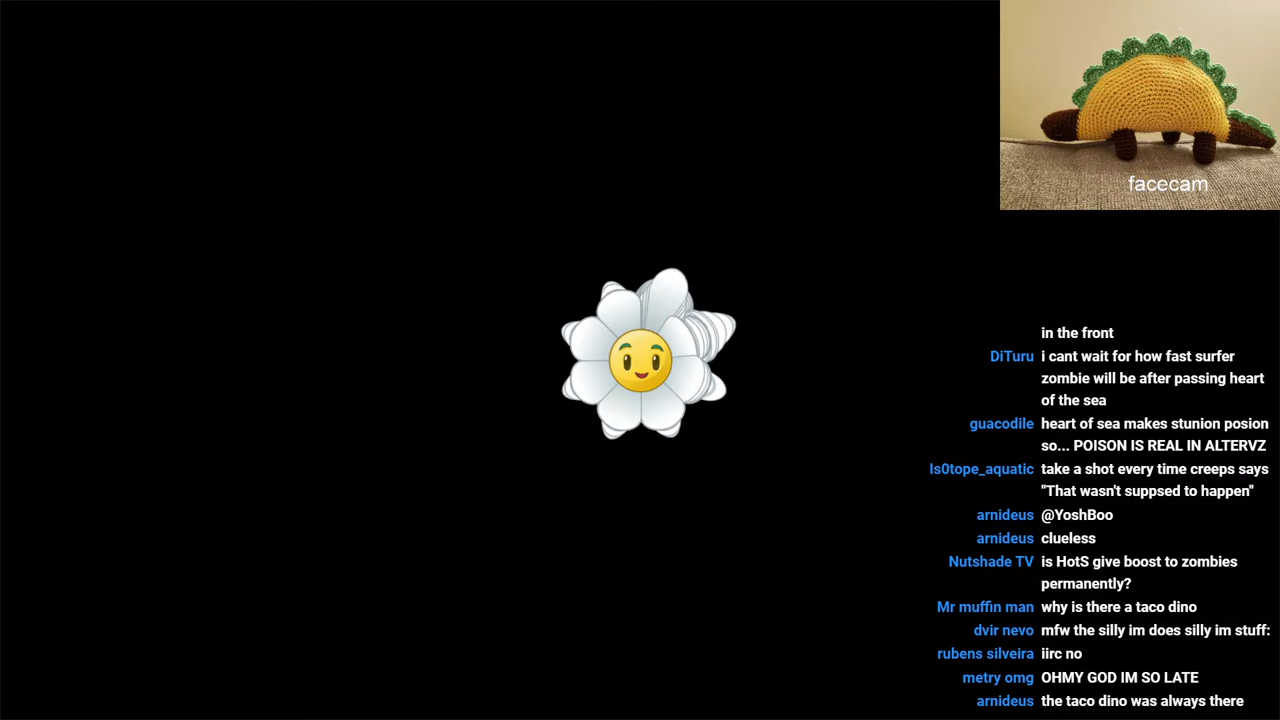 facecam
in the front
DiTuru i cant wait for how fast surfer
zombie will be after passing heart
of the sea
guacodile heart of sea makes stunion posion
so... POISON IS REAL IN ALTERVZ
Is0tope_aquatic take a shot every time creeps says
"That wasn't suppsed to happen"
arnideus @YoshBoo
arnideus clueless
Nutshade TV is HotS give boost to zombies
permanently?
Mr muffin man why is there a taco dino
dvir nevo mfw the silly im does silly im stuff:
rubens silveira iirc no
metry omg OHMY GOD IM SO LATE
arnideus the taco dino was always there